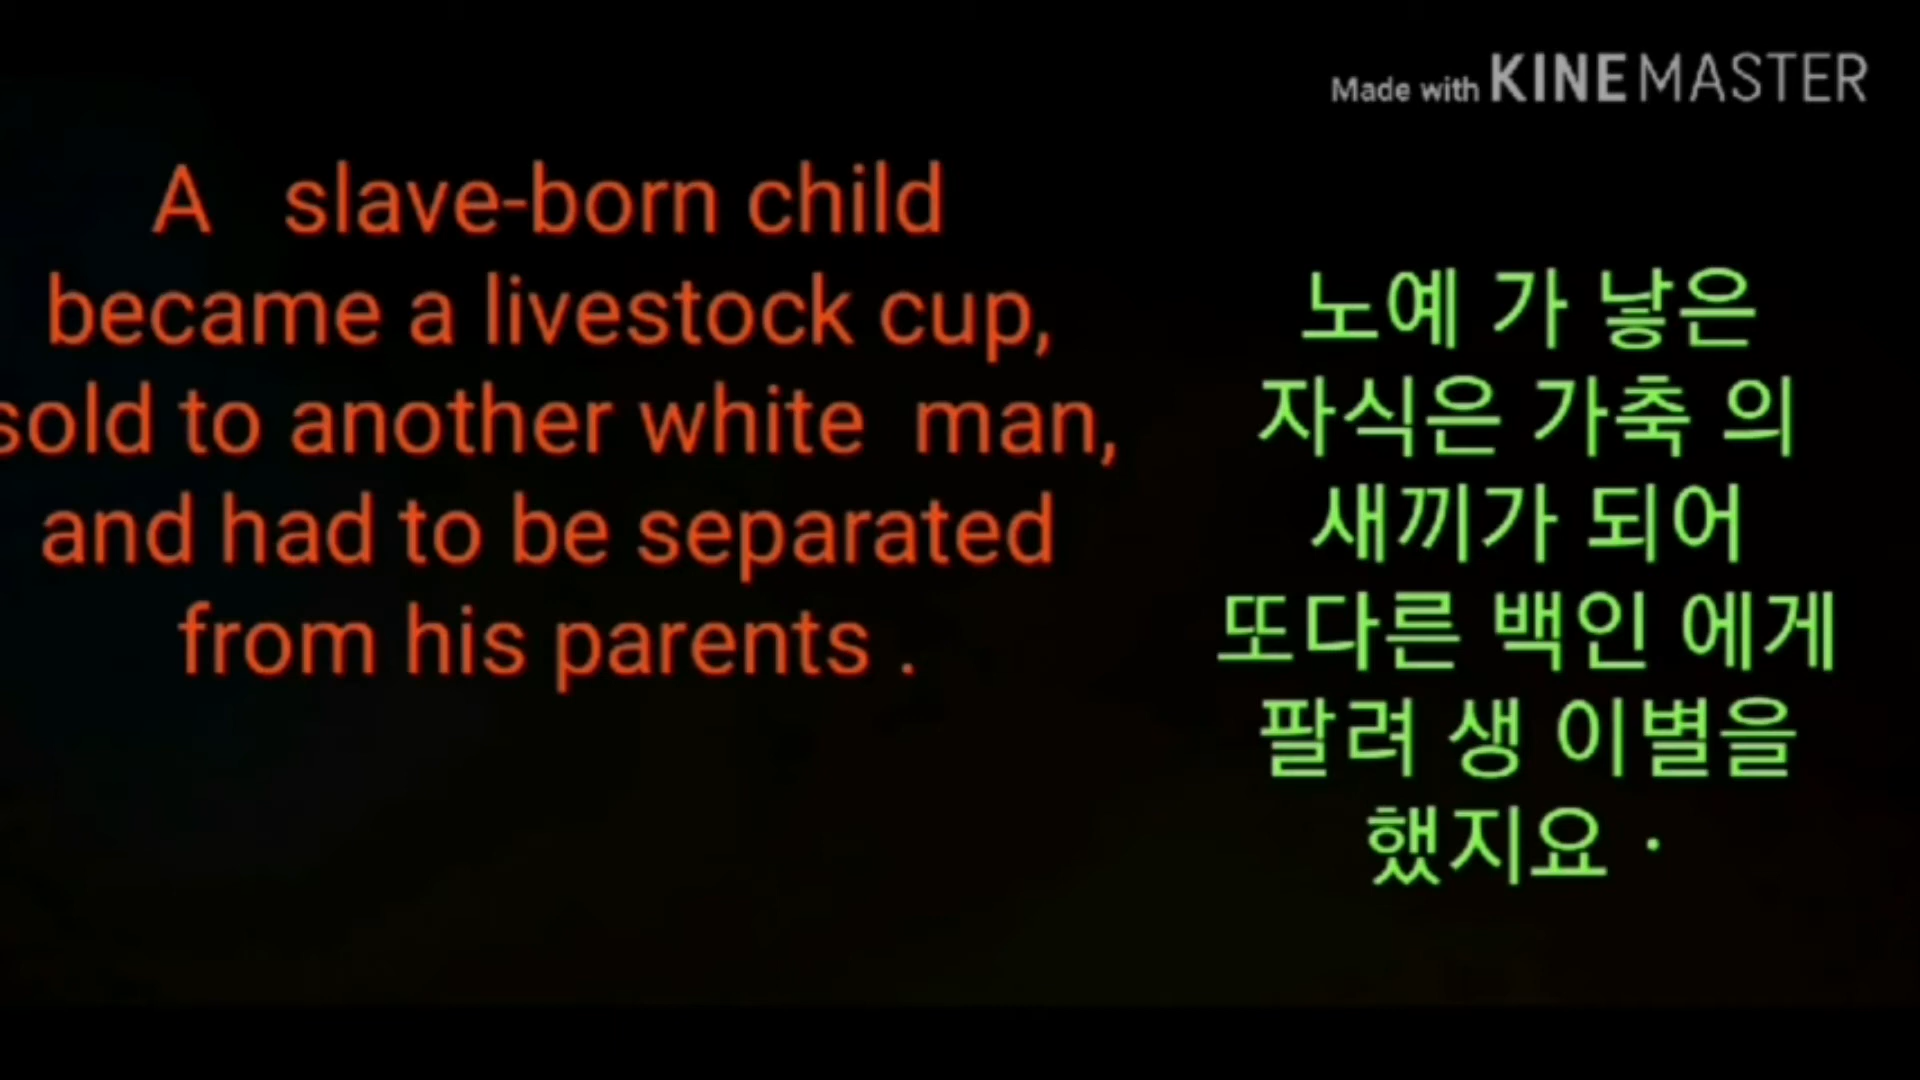 Made with KINEMASTER
A slave-born child
became a livestock cup,
sold to another white man,
and had to be separated
from his parents .
노예 가 낳은
자식은 가축 의
새끼가 되어
또다른 백인 에게
팔려 생 이별을
했지요 ·